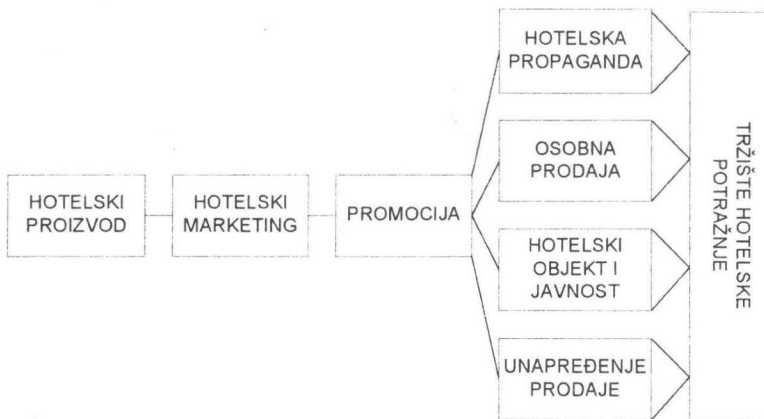 HOTELSKI
PROIZVOD
HOTELSKI
MARKETING
PROMOCIJA
HOTELSKA
PROPAGANDA
OSOBNA
PRODAJA
HOTELSKI
OBJEKT I
JAVNOST
UNAPREĐENJE
PRODAJE
TRŽIŠTE HOTELSKE
POTRAŽNJE